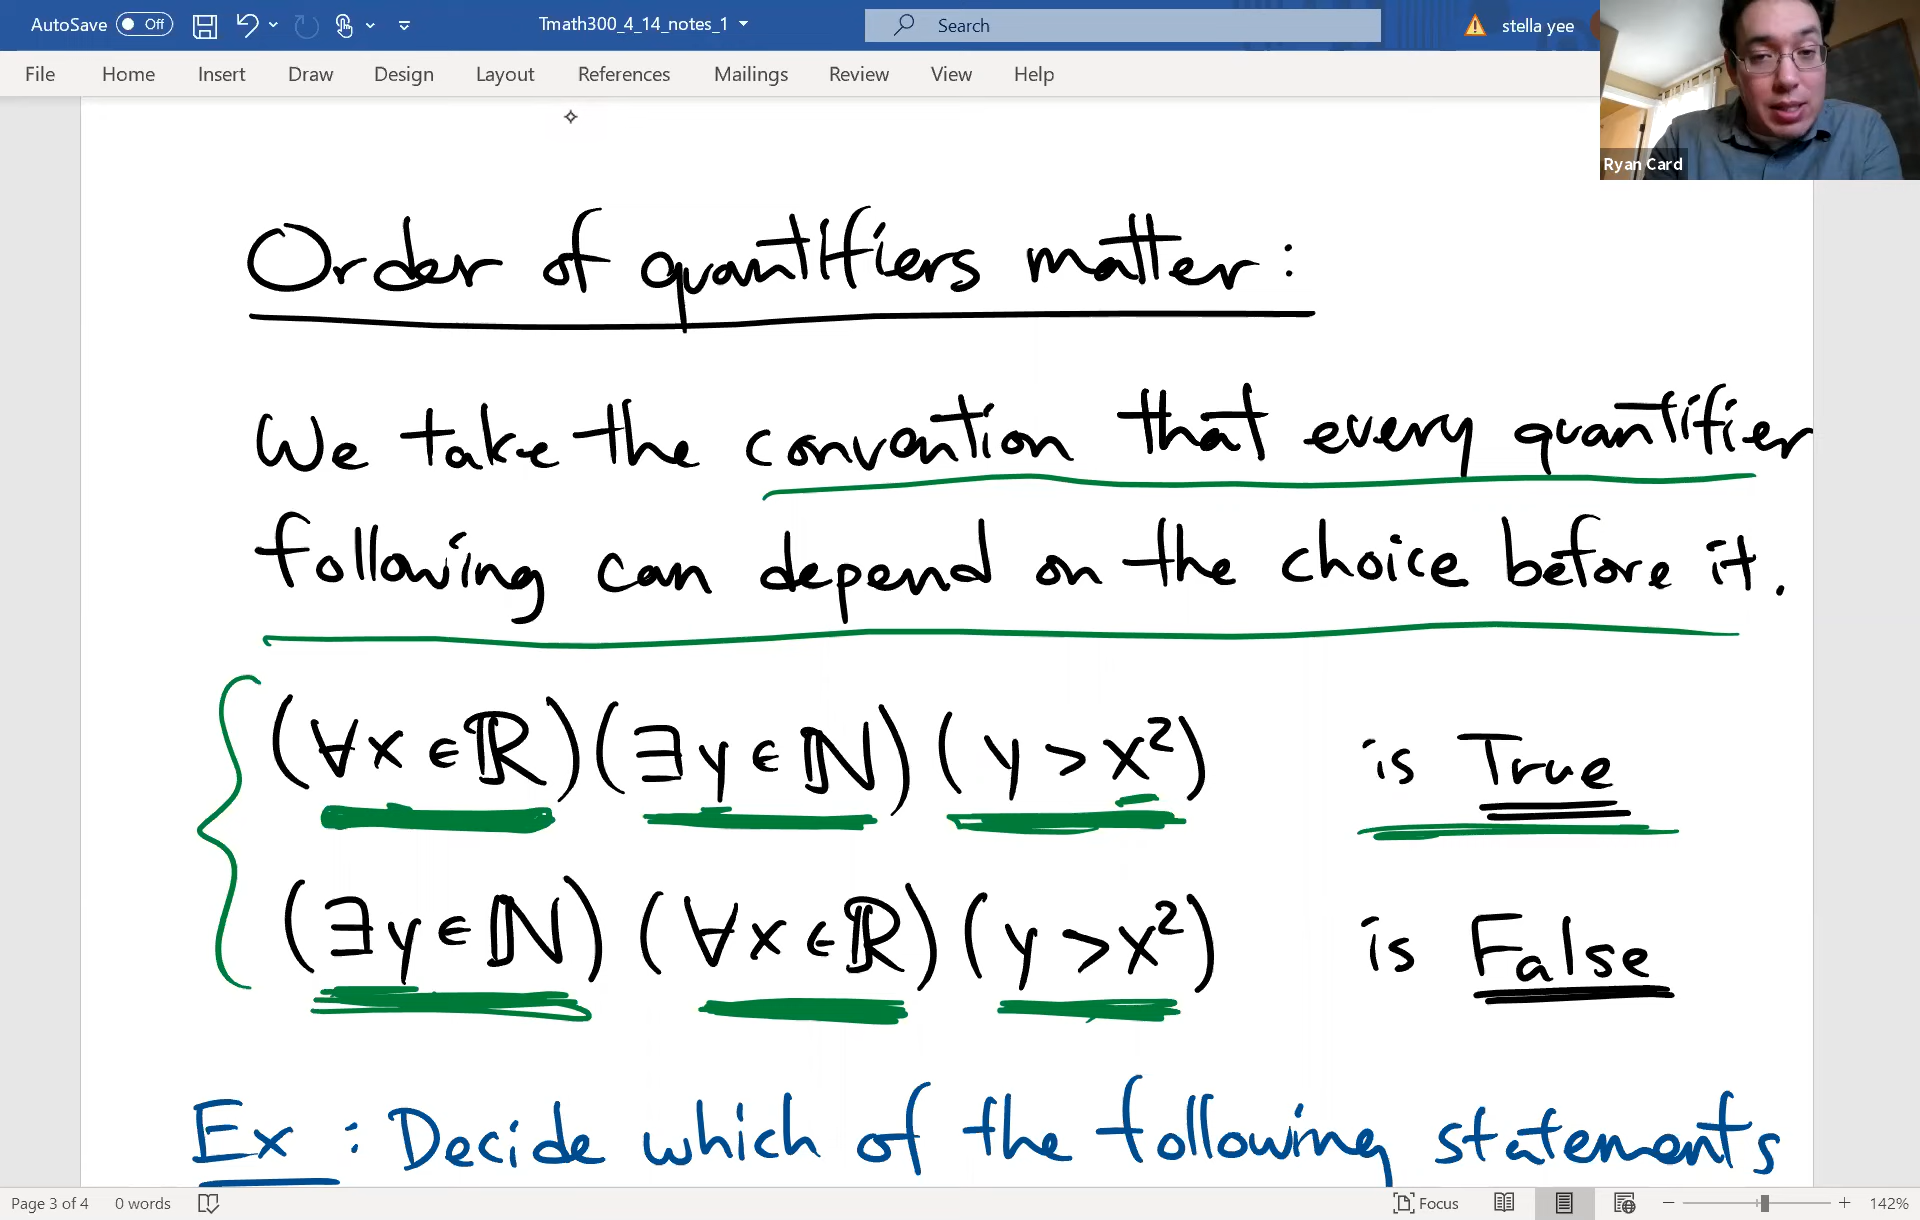 AutoSave Off Tmath300_4_14_notes_1 Search stella yee
File Home Insert Draw Design Layout References Mailings Review View Help
Ryan Card
Order of quantifiers matter:
We take the convention that every quantifier
following can depend on the choice before it.
(∀x∈ℝ)(∃y∈ℕ)(y > x²) is True
(∃y∈ℕ)(∀x∈ℝ)(y > x²) is False
Ex: Decide which of the following statements
Page 3 of 4 0 words Focus 142%